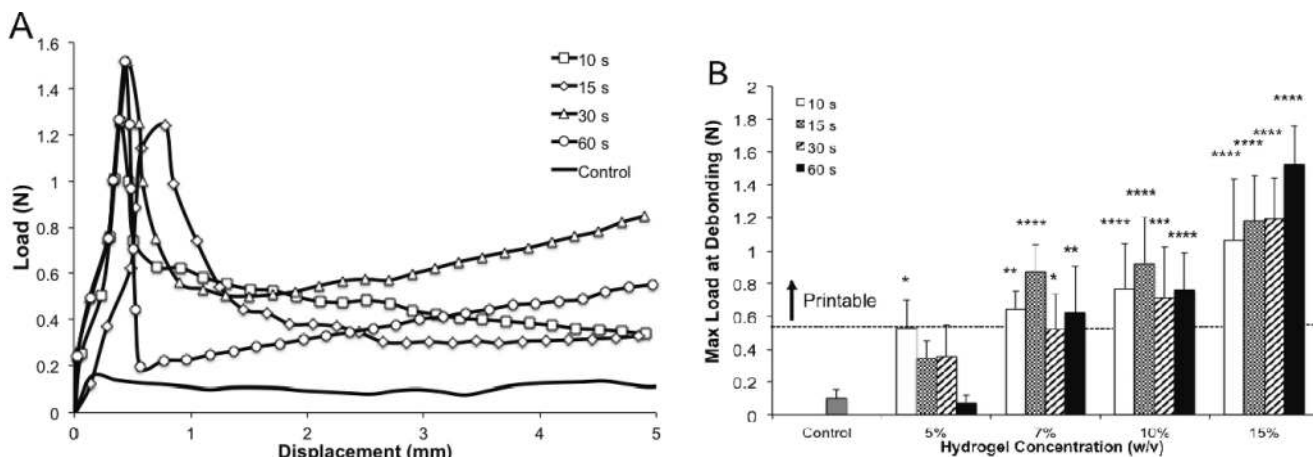 A
1.6
1.4
1.2
1
0.8
0.6
0.4
0.2
0
Load (N)
0 1 2 3 4 5
Displacement (mm)
10 s
15 s
30 s
60 s
Control
B
2
1.8
1.6
1.4
1.2
1
0.8
0.6
0.4
0.2
0
Max Load at Debonding (N)
10 s
15 s
30 s
60 s
Printable
*
** **** * **
**** **** *** ****
**** **** **** ****
Control 5% 7% 10% 15%
Hydrogel Concentration (w/v)